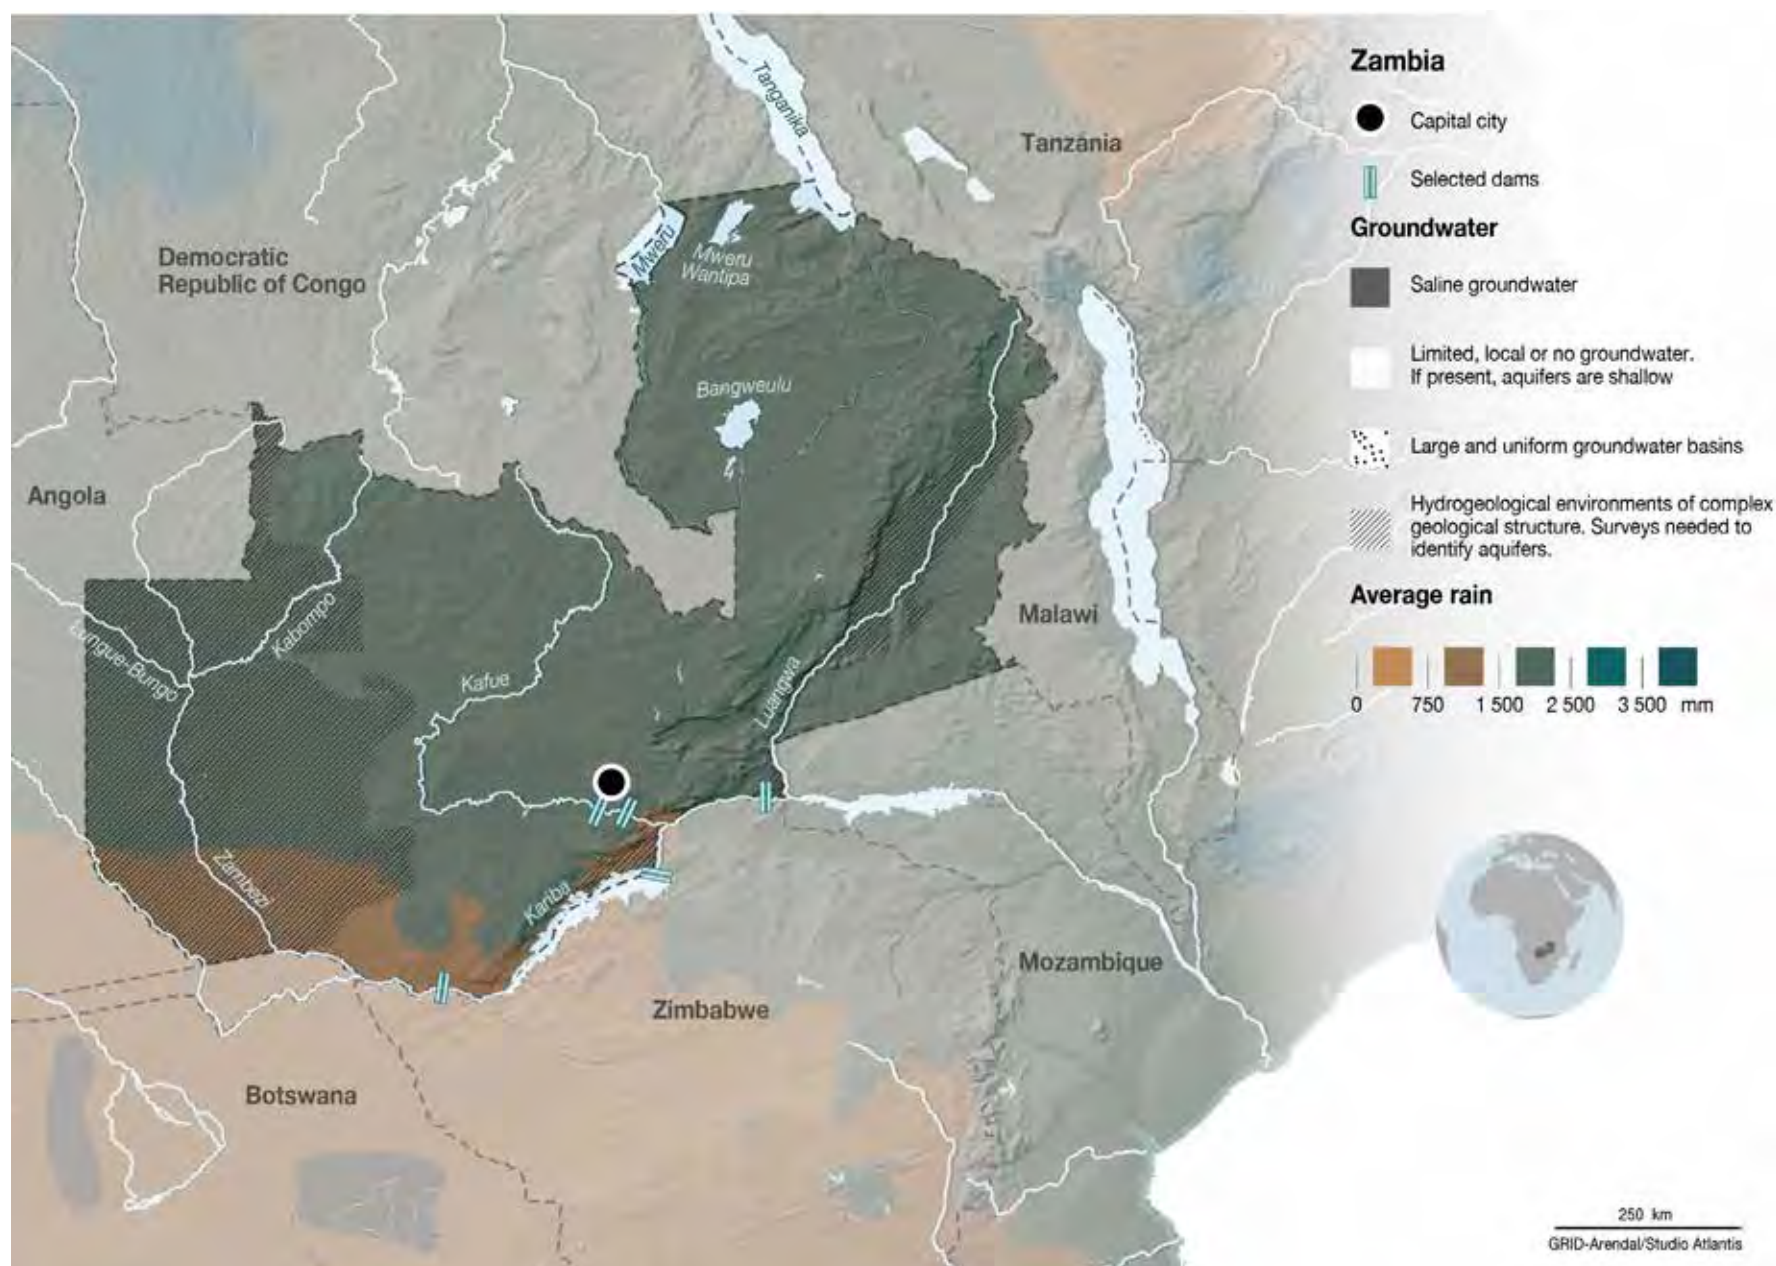 Zambia
Capital city
Selected dams
Groundwater
Saline groundwater
Limited, local or no groundwater.
If present, aquifers are shallow
Large and uniform groundwater basins
Hydrogeological environments of complex
geological structure. Surveys needed to
identify aquifers.
Average rain
0 750 1 500 2 500 3 500 mm
Tanganika
Tanzania
Democratic
Republic of Congo
Mweru
Mweru
Wantipa
Bangweulu
Angola
Malawi
Kabompo
Lungue-Bungo
Kafue
Luangwa
Zambezi
Kariba
Mozambique
Zimbabwe
Botswana
250 km
GRID-Arendal/Studio Atlantis